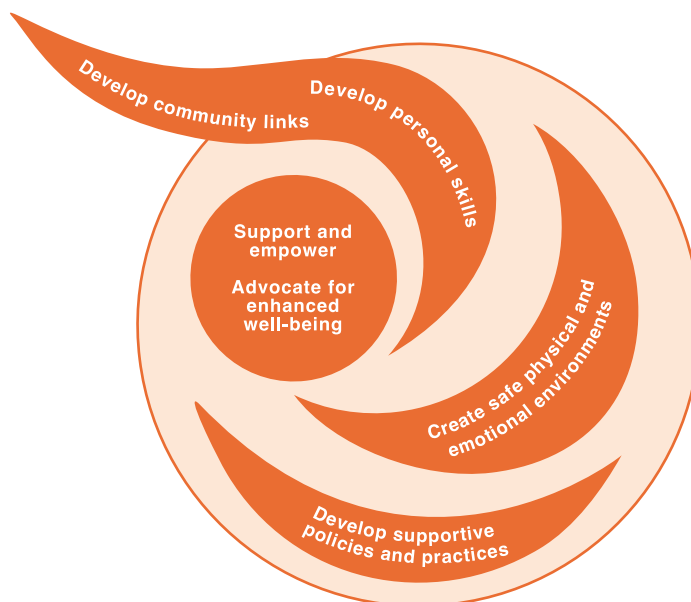 Develop community links
Develop personal skills
Support and
empower
Advocate for
enhanced
well-being
Create safe physical and
emotional environments
Develop supportive
policies and practices